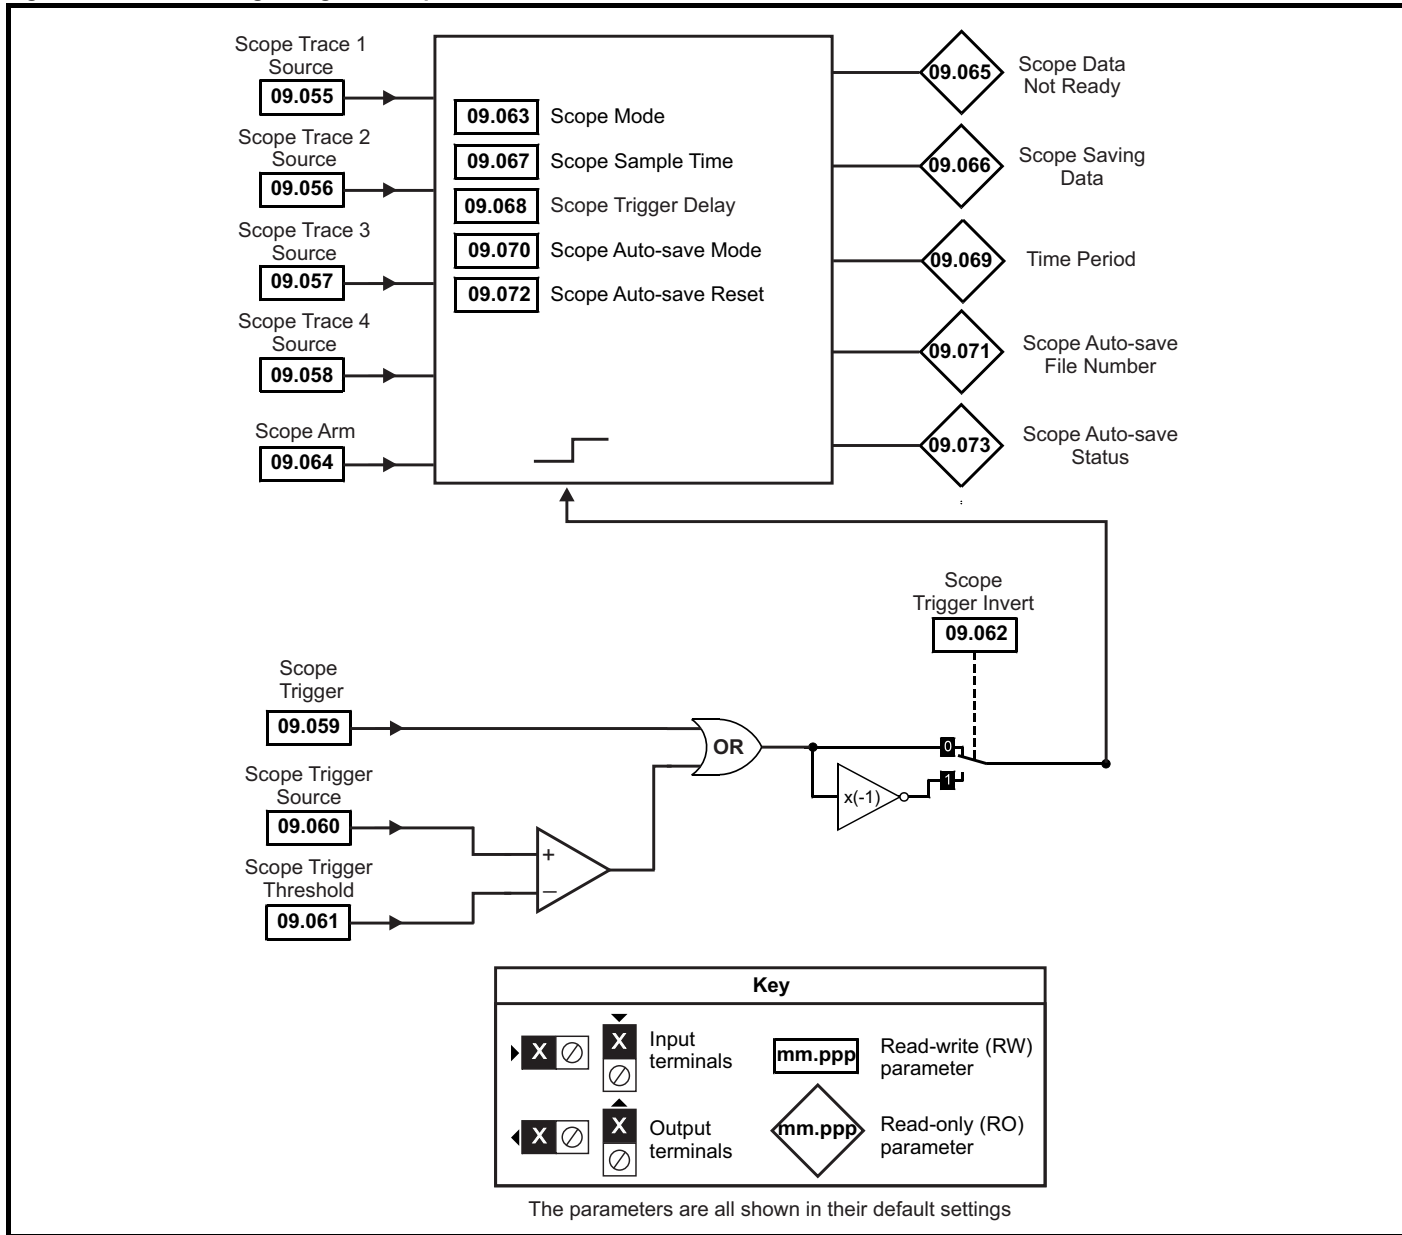 Scope Trace 1
Source
09.055
Scope Trace 2
Source
09.056
Scope Trace 3
Source
09.057
Scope Trace 4
Source
09.058
Scope Arm
09.064
09.063 Scope Mode
09.067 Scope Sample Time
09.068 Scope Trigger Delay
09.070 Scope Auto-save Mode
09.072 Scope Auto-save Reset
09.065
Scope Data
Not Ready
09.066
Scope Saving
Data
09.069
Time Period
09.071
Scope Auto-save
File Number
09.073
Scope Auto-save
Status
Scope
Trigger Invert
09.062
Scope
Trigger
09.059
Scope Trigger
Source
09.060
Scope Trigger
Threshold
09.061
+
−
OR
x(-1)
0
1
Key
X
X
Input
terminals
mm.ppp
Read-write (RW)
parameter
X
X
Output
terminals
mm.ppp
Read-only (RO)
parameter
The parameters are all shown in their default settings